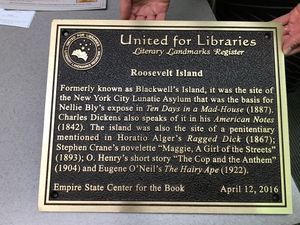 United for Libraries
Literary Landmarks Register
Roosevelt Island
Formerly known as Blackwell's Island, it was the site of
the New York City Lunatic Asylum that was the basis for
Nellie Bly's expose in Ten Days in a Mad-House (1887).
Charles Dickens also speaks of it in his American Notes
(1842). The island was also the site of a penitentiary
mentioned in Horatio Alger's Ragged Dick (1867);
Stephen Crane's novelette "Maggie, A Girl of the Streets"
(1893); O. Henry's short story "The Cop and the Anthem"
(1904) and Eugene O'Neil's The Hairy Ape (1922).
Empire State Center for the Book April 12, 2016